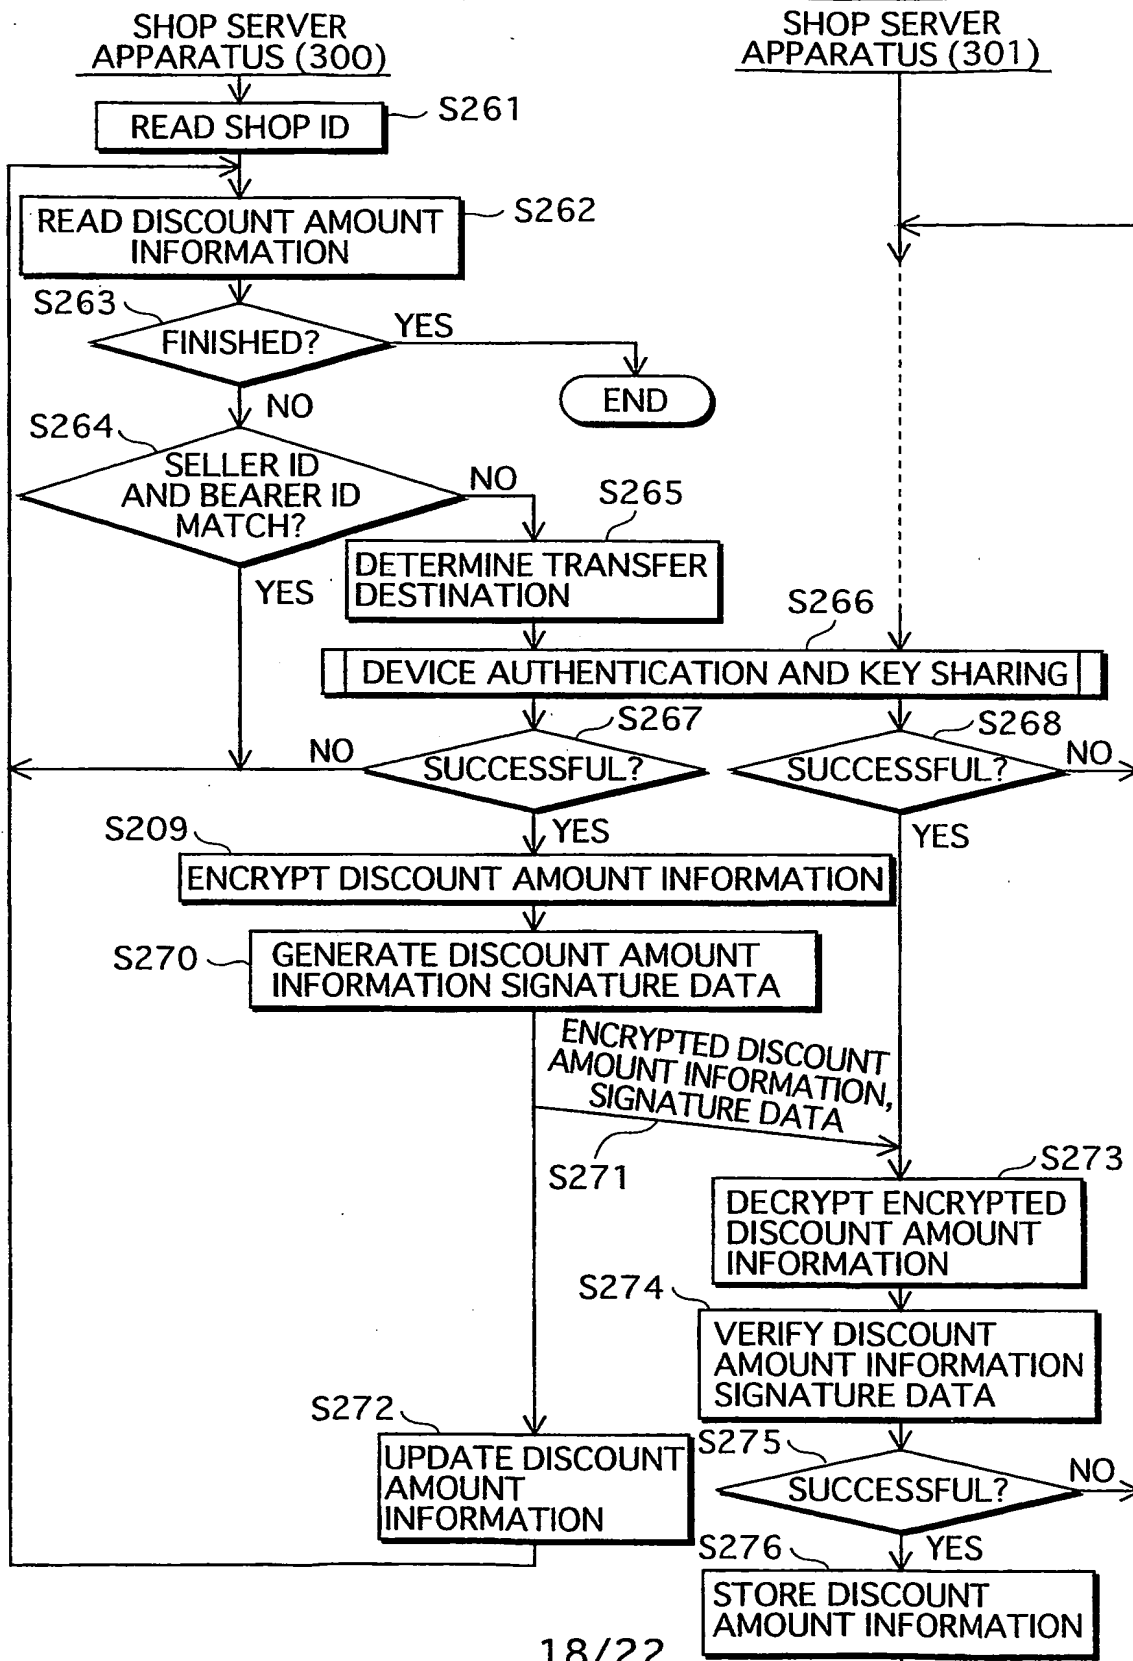 SHOP SERVER
APPARATUS (300)
SHOP SERVER
APPARATUS (301)
S261
READ SHOP ID
S262
READ DISCOUNT AMOUNT
INFORMATION
S263
FINISHED?
YES
END
NO
S264
SELLER ID
AND BEARER ID
MATCH?
NO
YES
S265
DETERMINE TRANSFER
DESTINATION
S266
DEVICE AUTHENTICATION AND KEY SHARING
S267
SUCCESSFUL?
NO
YES
S268
SUCCESSFUL?
NO
YES
S209
ENCRYPT DISCOUNT AMOUNT INFORMATION
S270
GENERATE DISCOUNT AMOUNT
INFORMATION SIGNATURE DATA
ENCRYPTED DISCOUNT
AMOUNT INFORMATION,
SIGNATURE DATA
S271
S273
DECRYPT ENCRYPTED
DISCOUNT AMOUNT
INFORMATION
S274
VERIFY DISCOUNT
AMOUNT INFORMATION
SIGNATURE DATA
S272
UPDATE DISCOUNT
AMOUNT
INFORMATION
S275
SUCCESSFUL?
NO
YES
S276
STORE DISCOUNT
AMOUNT INFORMATION
18/22